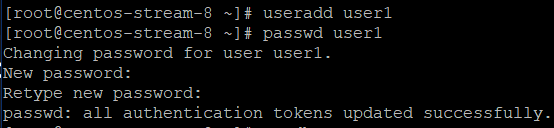 [root@centos-stream-8 ~]# useradd user1
[root@centos-stream-8 ~]# passwd user1
Changing password for user user1.
New password:
Retype new password:
passwd: all authentication tokens updated successfully.